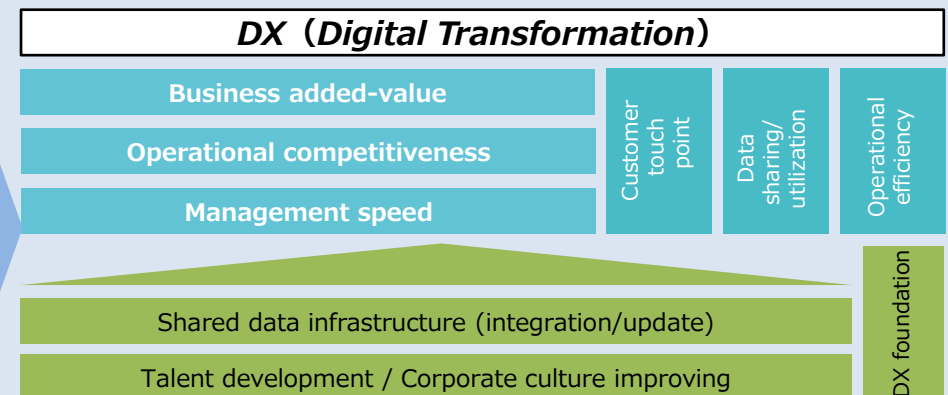 DX（Digital Transformation）
Business added-value
Operational competitiveness
Management speed
Customer
touch
point
Data
sharing/
utilization
Operational
efficiency
Shared data infrastructure (integration/update)
Talent development / Corporate culture improving
DX foundation